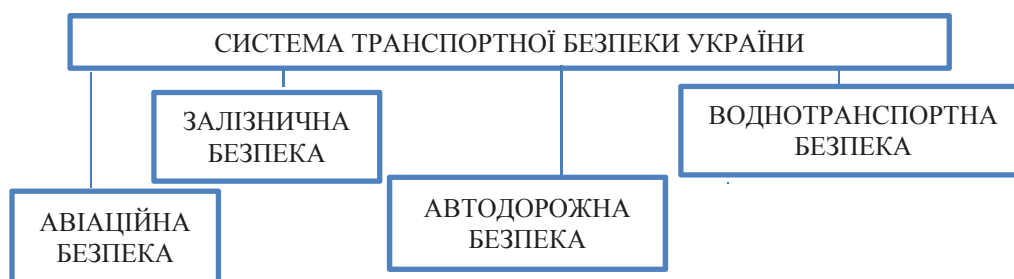 СИСТЕМА ТРАНСПОРТНОЇ БЕЗПЕКИ УКРАЇНИ
ЗАЛІЗНИЧНА
БЕЗПЕКА
ВОДНОТРАНСПОРТНА
БЕЗПЕКА
АВІАЦІЙНА
БЕЗПЕКА
АВТОДОРОЖНА
БЕЗПЕКА